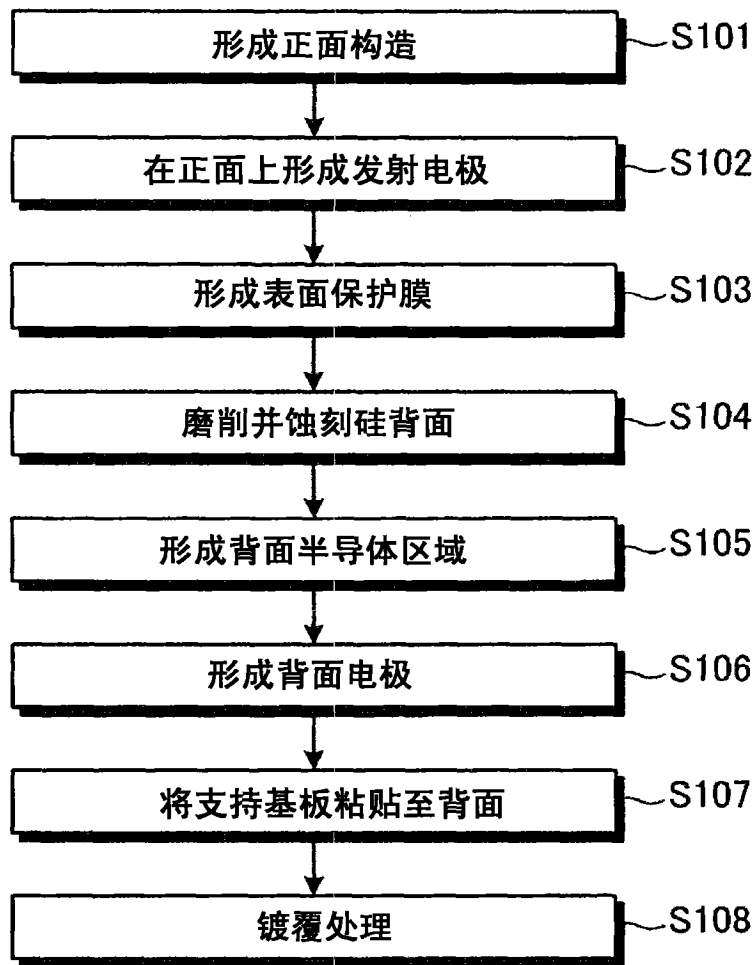 形成正面构造 S101
在正面上形成发射电极 S102
形成表面保护膜 S103
磨削并蚀刻硅背面 S104
形成背面半导体区域 S105
形成背面电极 S106
将支持基板粘贴至背面 S107
镀覆处理 S108